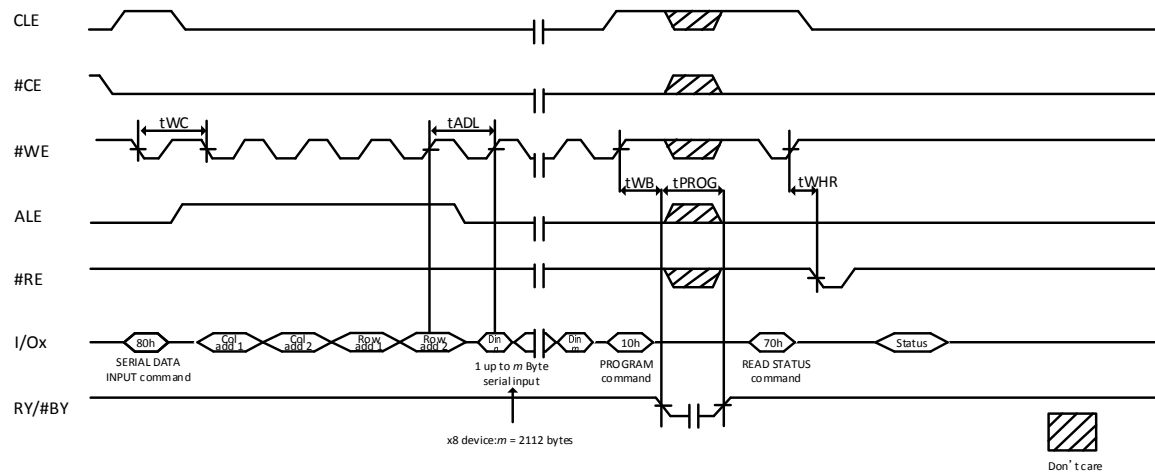 CLE
#CE
tWC
tADL
#WE
tWB
tPROG
tWHR
ALE
#RE
I/Ox
80h
Col
add 1
Col
add 2
Row
add 1
Row
add 2
Din
n
Din
m
10h
70h
Status
SERIAL DATA
INPUT command
1 up to m Byte
serial input
PROGRAM
command
READ STATUS
command
RY/#BY
x8 device:m = 2112 bytes
Don't care